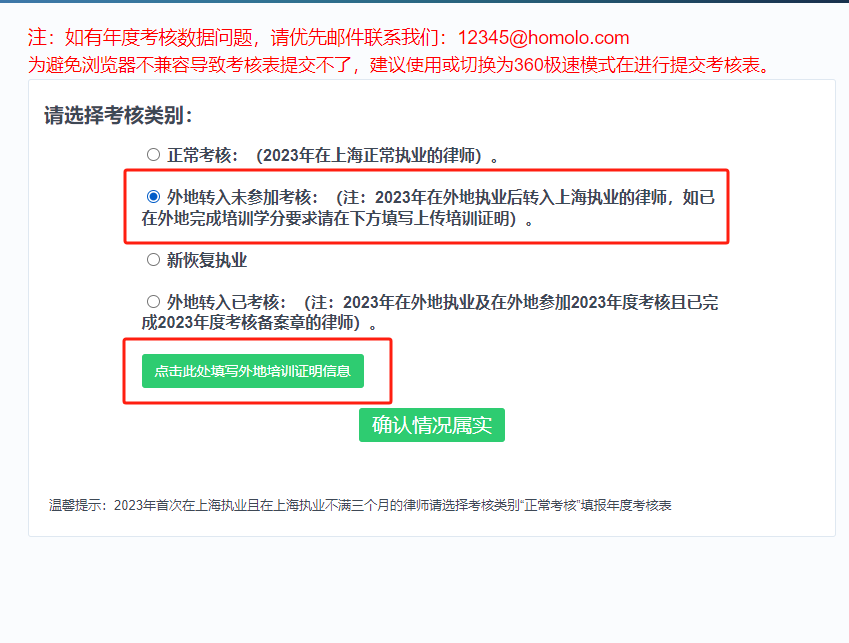 注：如有年度考核数据问题，请优先邮件联系我们：12345@homolo.com
为避免浏览器不兼容导致考核表提交不了，建议使用或切换为360极速模式在进行提交考核表。
请选择考核类别：
正常考核：（2023年在上海正常执业的律师）。
外地转入未参加考核：（注：2023年在外地执业后转入上海执业的律师，如已
在外地完成培训学分要求请在下方填写上传培训证明）。
新恢复执业
外地转入已考核：（注：2023年在外地执业及在外地参加2023年度考核且已完
成2023年度考核备案章的律师）。
点击此处填写外地培训证明信息
确认情况属实
温馨提示：2023年首次在上海执业且在上海执业不满三个月的律师请选择考核类别“正常考核”填报年度考核表